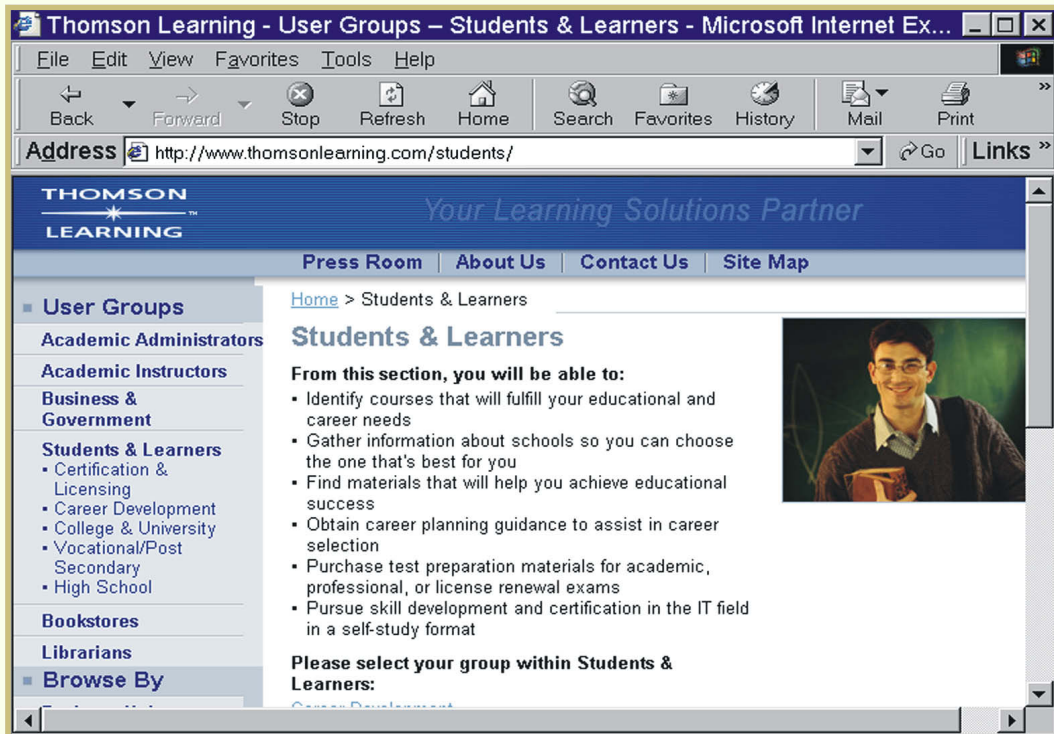 Thomson Learning - User Groups – Students & Learners - Microsoft Internet Ex...
File Edit View Favorites Tools Help
Back Forward Stop Refresh Home Search Favorites History Mail Print »
Address http://www.thomsonlearning.com/students/ Go Links »
THOMSON
LEARNING
TM
Your Learning Solutions Partner
Press Room | About Us | Contact Us | Site Map
User Groups
Academic Administrators
Academic Instructors
Business &
Government
Students & Learners
• Certification &
Licensing
• Career Development
• College & University
• Vocational/Post
Secondary
• High School
Bookstores
Librarians
Browse By
Home > Students & Learners
Students & Learners
From this section, you will be able to:
• Identify courses that will fulfill your educational and
career needs
• Gather information about schools so you can choose
the one that's best for you
• Find materials that will help you achieve educational
success
• Obtain career planning guidance to assist in career
selection
• Purchase test preparation materials for academic,
professional, or license renewal exams
• Pursue skill development and certification in the IT field
in a self-study format
Please select your group within Students &
Learners:
Career Development